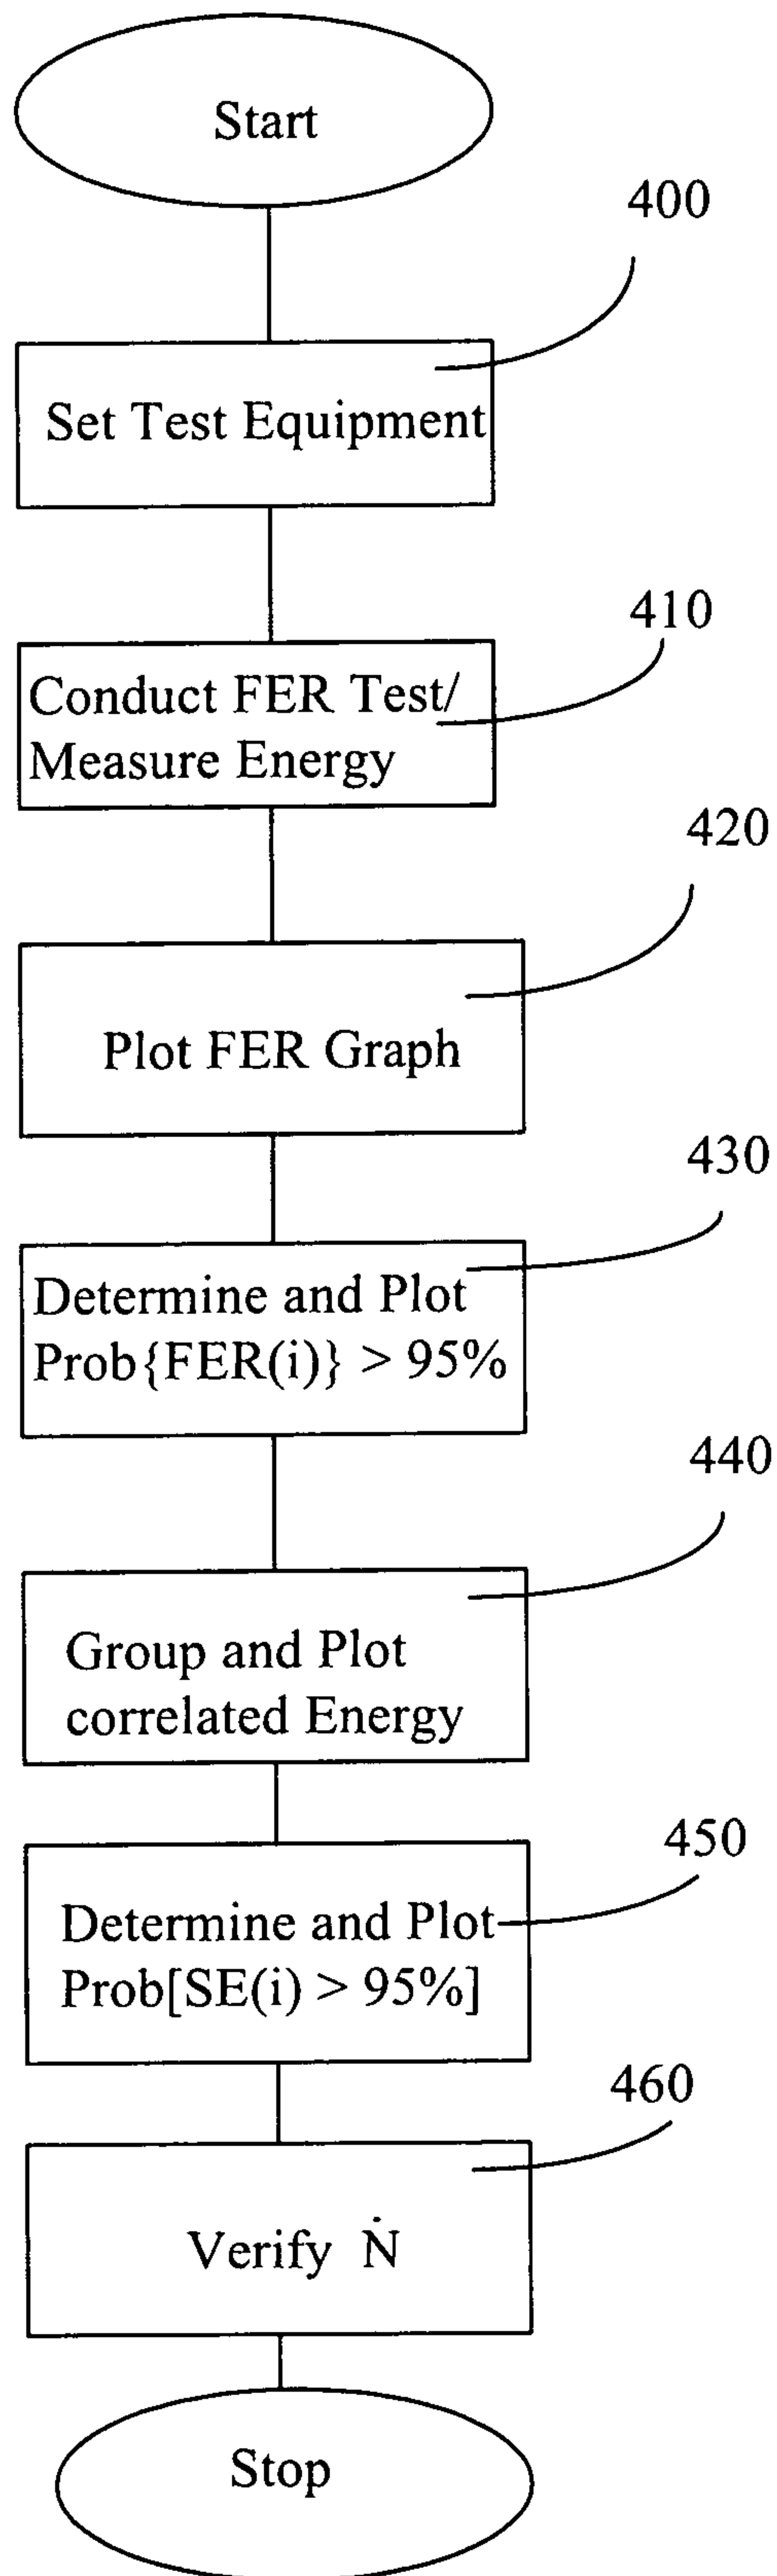 Start
400
Set Test Equipment
410
Conduct FER Test/
Measure Energy
420
Plot FER Graph
430
Determine and Plot
Prob{FER(i)} > 95%
440
Group and Plot
correlated Energy
450
Determine and Plot
Prob[SE(i) > 95%]
460
Verify Ṅ
Stop